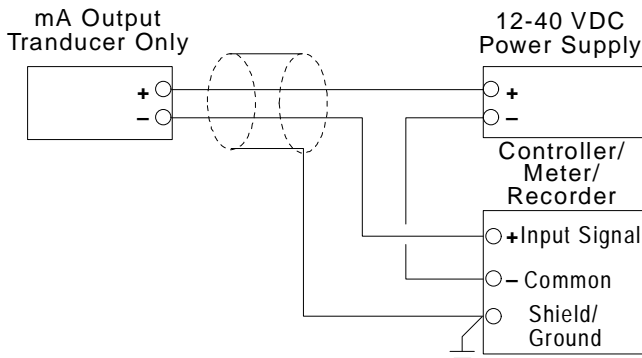 mA Output
Tranducer Only
+
–
12-40 VDC
Power Supply
+
–
Controller/
Meter/
Recorder
+Input Signal
– Common
Shield/
Ground